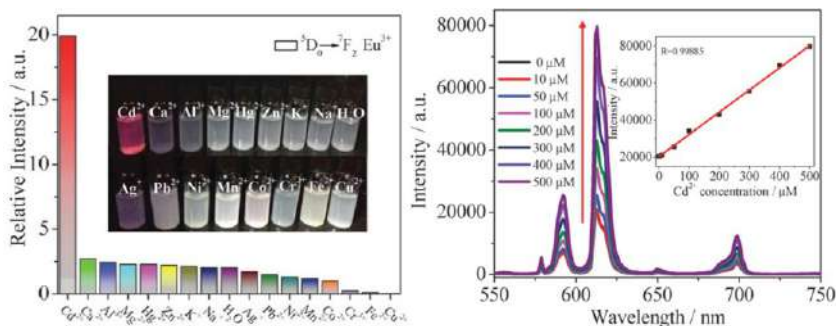 Relative Intensity / a.u.
20
15
10
5
0
⁵D₀→⁷F₂ Eu³⁺
Cd²⁺ Ca²⁺ Al³⁺ Mg²⁺ Hg²⁺ Zn²⁺ K⁺ Na⁺ H₂O
Ag⁺ Pb²⁺ Ni²⁺ Mn²⁺ Co²⁺ Cr³⁺ Fe³⁺ Cu²⁺
Intensity / a.u.
80000
60000
40000
20000
0
0 μM
10 μM
50 μM
100 μM
200 μM
300 μM
400 μM
500 μM
R=0.99885
Intensity / a.u.
80000
60000
40000
20000
0 100 200 300 400 500
Cd²⁺ concentration / μM
550 600 650 700 750
Wavelength / nm